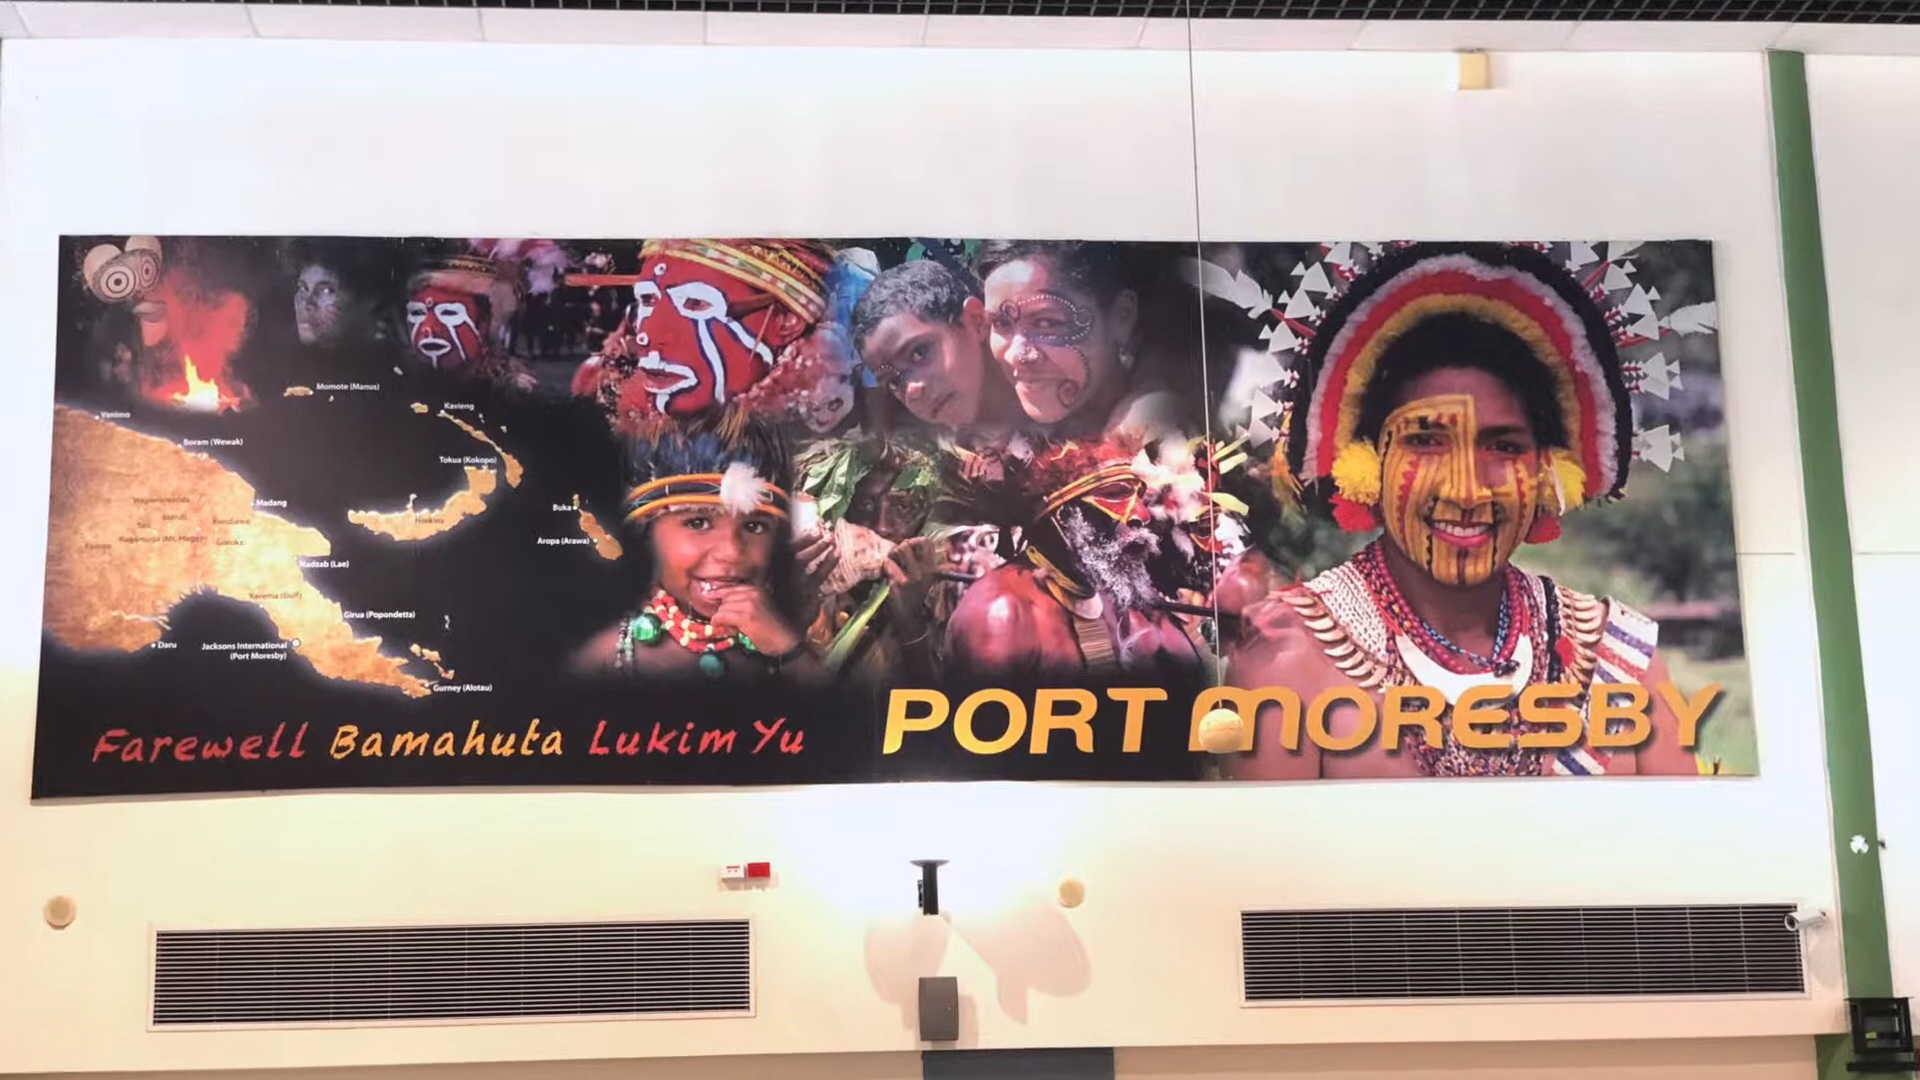 Momote (Manus)
Kavieng
Vanimo
Boram (Wewak)
Tokua (Kokopo)
Madang
Buka
Hoskins
Aropa (Arawa)
Goroka
Nadzab (Lae)
Kerema (Gulf)
Girua (Popondetta)
Daru
Jacksons International
(Port Moresby)
Gurney (Alotau)
Farewell Bamahuta Lukim Yu
PORT MORESBY